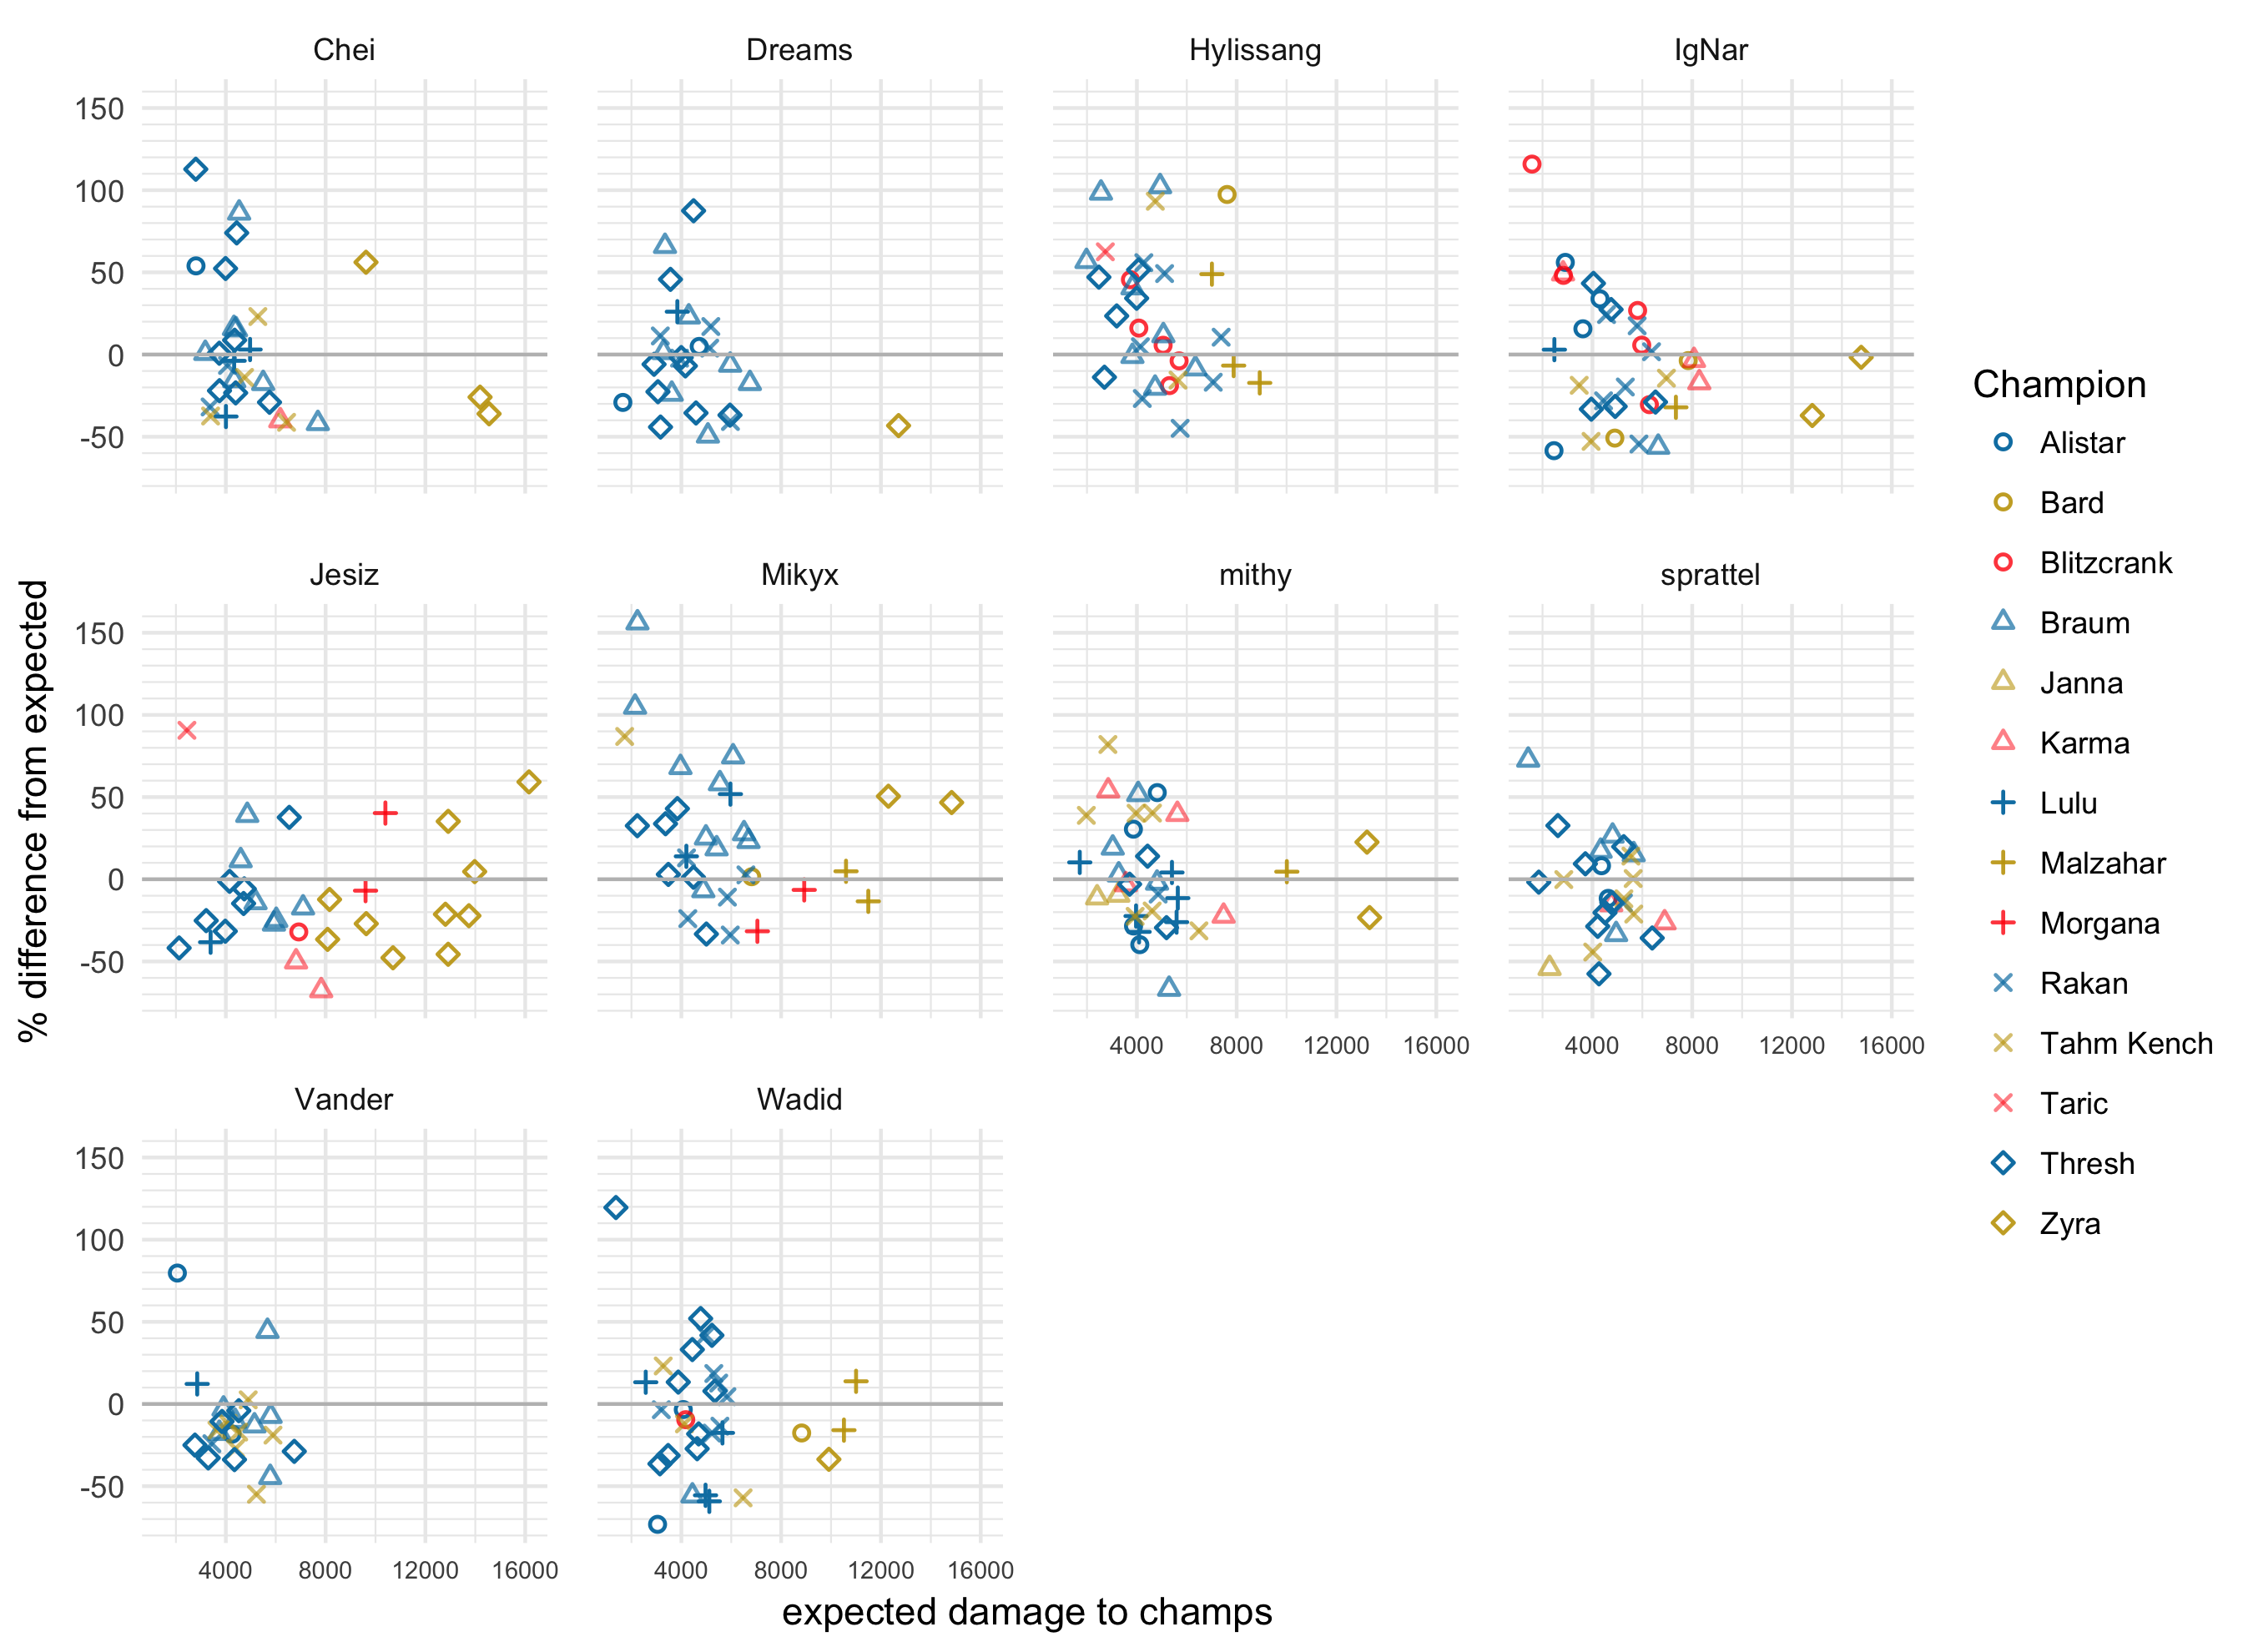 Chei Dreams Hylissang IgNar
150
100
50
0
-50
Jesiz Mikyx mithy sprattel
150
100
50
0
-50
4000 8000 12000 16000 4000 8000 12000 16000
Vander Wadid
150
100
50
0
-50
4000 8000 12000 16000 4000 8000 12000 16000
expected damage to champs
% difference from expected
Champion
Alistar
Bard
Blitzcrank
Braum
Janna
Karma
Lulu
Malzahar
Morgana
Rakan
Tahm Kench
Taric
Thresh
Zyra